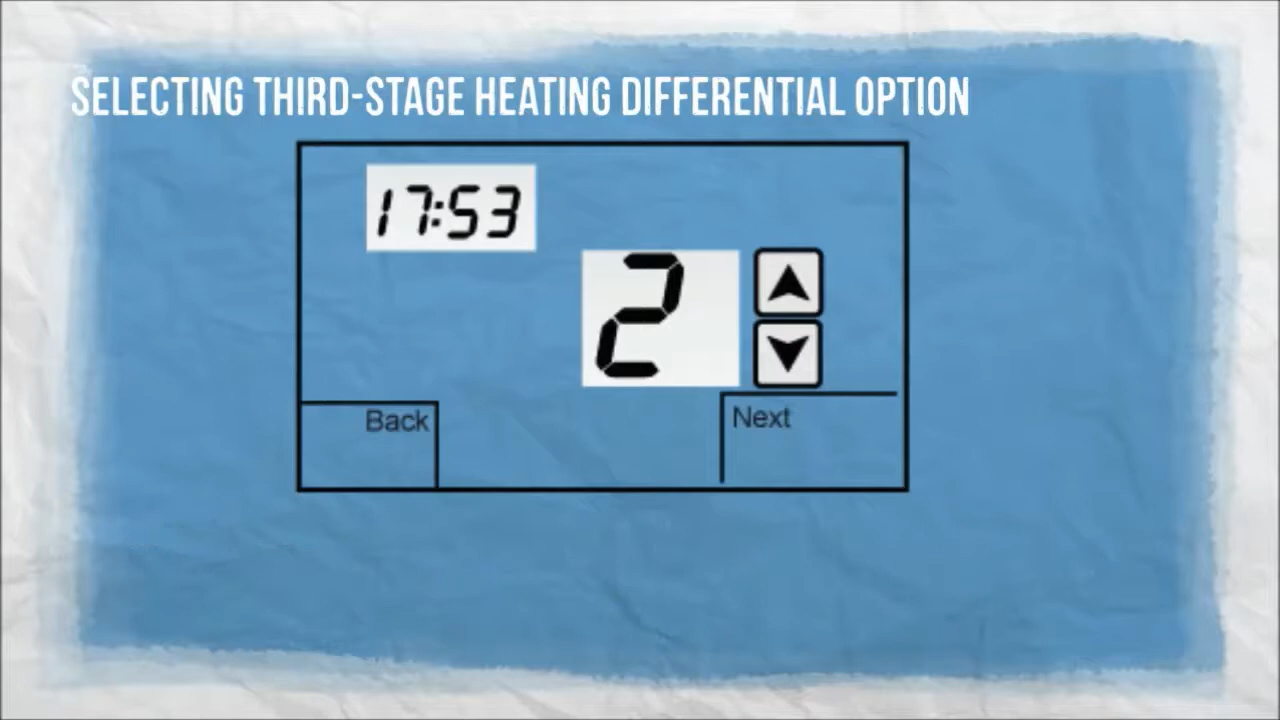 SELECTING THIRD-STAGE HEATING DIFFERENTIAL OPTION
17:53
2
Back
Next